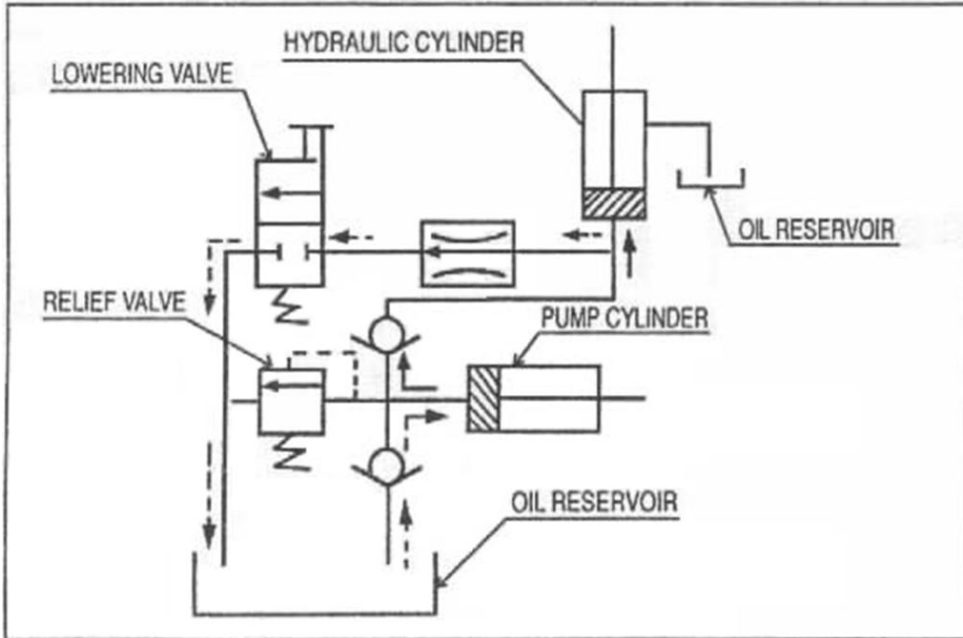 HYDRAULIC CYLINDER
LOWERING VALVE
OIL RESERVOIR
RELIEF VALVE
PUMP CYLINDER
OIL RESERVOIR